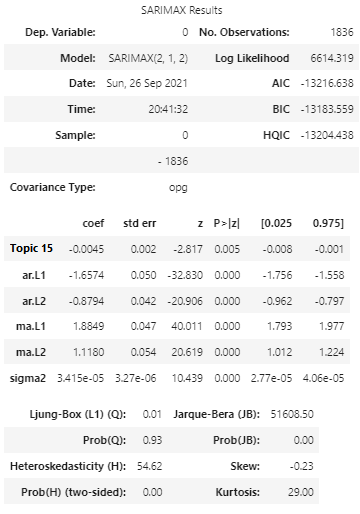 SARIMAX Results
Dep. Variable: 0 No. Observations: 1836
Model: SARIMAX(2, 1, 2) Log Likelihood 6614.319
Date: Sun, 26 Sep 2021 AIC -13216.638
Time: 20:41:32 BIC -13183.559
Sample: 0 HQIC -13204.438
- 1836
Covariance Type: opg
coef std err z P>|z| [0.025 0.975]
Topic 15 -0.0045 0.002 -2.817 0.005 -0.008 -0.001
ar.L1 -1.6574 0.050 -32.830 0.000 -1.756 -1.558
ar.L2 -0.8794 0.042 -20.906 0.000 -0.962 -0.797
ma.L1 1.8849 0.047 40.011 0.000 1.793 1.977
ma.L2 1.1180 0.054 20.619 0.000 1.012 1.224
sigma2 3.415e-05 3.27e-06 10.439 0.000 2.77e-05 4.06e-05
Ljung-Box (L1) (Q): 0.01 Jarque-Bera (JB): 51608.50
Prob(Q): 0.93 Prob(JB): 0.00
Heteroskedasticity (H): 54.62 Skew: -0.23
Prob(H) (two-sided): 0.00 Kurtosis: 29.00